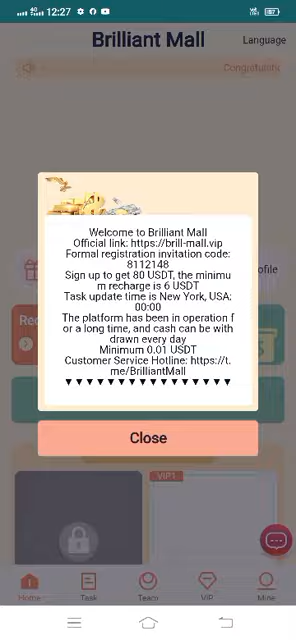 12:27
Brilliant Mall
Language
Congratulati
Welcome to Brilliant Mall
Official link: https://brill-mall.vip
Formal registration invitation code:
8112148
Sign up to get 80 USDT, the minimu
m recharge is 6 USDT
Task update time is New York, USA:
00:00
The platform has been in operation f
or a long time, and cash can be with
drawn every day
Minimum 0.01 USDT
Customer Service Hotline: https://t.
me/BrilliantMall
▼▼▼▼▼▼▼▼▼▼▼▼▼▼▼▼
ofile
Rec
Close
VIP1
Home
Task
Team
VIP
Mine